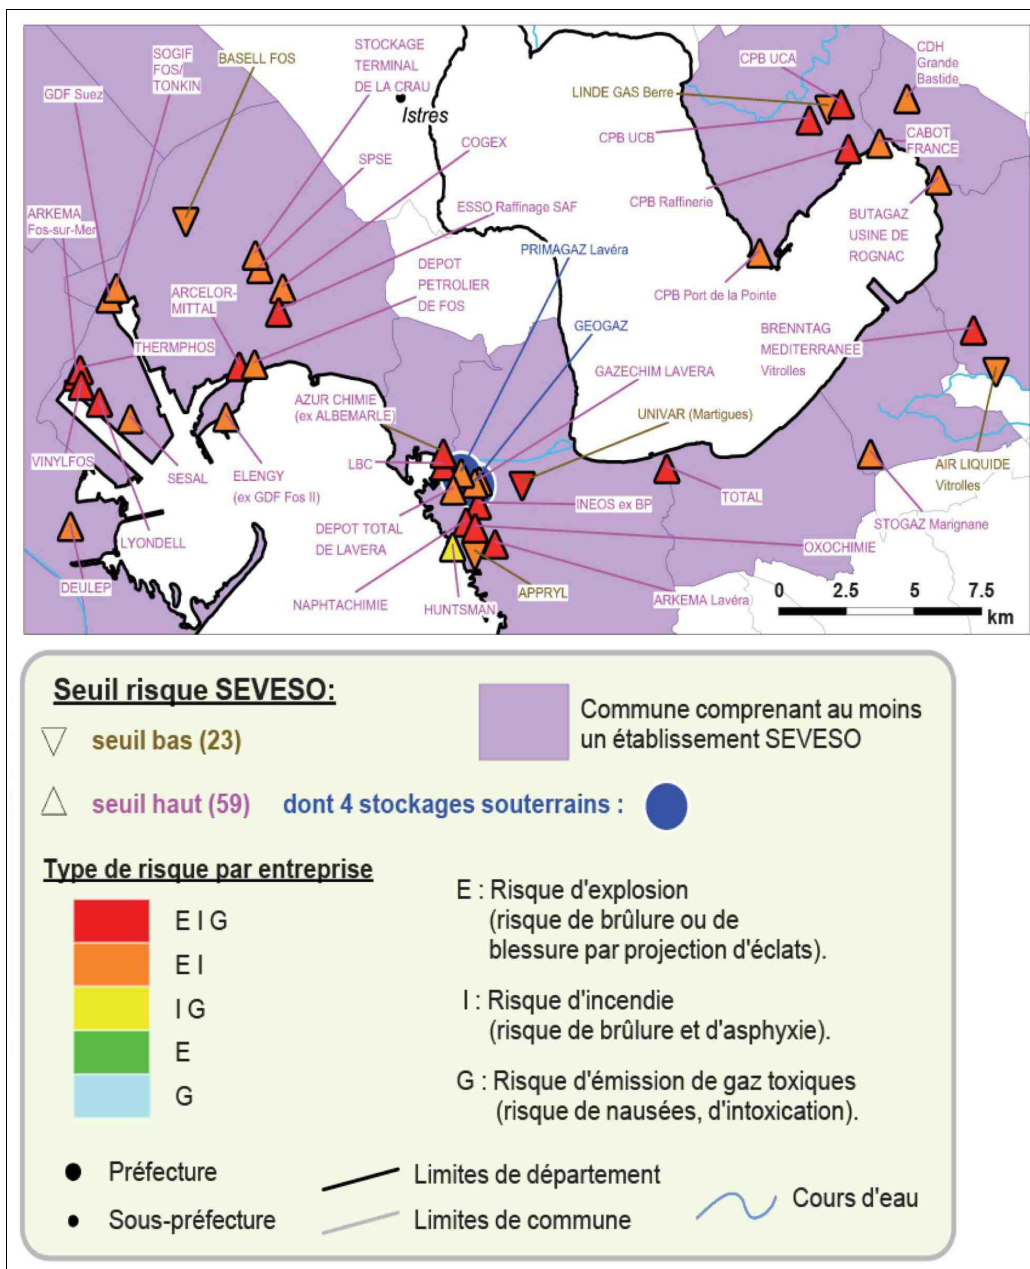 SOGIF
FOS/
TONKIN
BASELL FOS
STOCKAGE
TERMINAL
DE LA CRAU
GDF Suez
Istres
COGEX
SPSE
ESSO Raffinage SAF
ARKEMA
Fos-sur-Mer
PRIMAGAZ Lavéra
DEPOT
PETROLIER
DE FOS
ARCELOR-
MITTAL
GEOGAZ
THERMPHOS
GAZECHIM LAVERA
AZUR CHIMIE
(ex ALBEMARLE)
UNIVAR (Martigues)
LBC
VINYLFOS
SESAL
ELENGY
(ex GDF Fos II)
INEOS ex BP
TOTAL
DEPOT TOTAL
DE LAVERA
LYONDELL
OXOCHIMIE
DEULEP
NAPHTACHIMIE
HUNTSMAN
APPRYL
ARKEMA Lavéra
CPB UCA
CDH
Grande
Bastide
LINDE GAS Berre
CPB UCB
CABOT
FRANCE
CPB Raffinerie
BUTAGAZ
USINE DE
ROGNAC
CPB Port de la Pointe
BRENNTAG
MEDITERRANEE
Vitrolles
AIR LIQUIDE
Vitrolles
STOGAZ Marignane
0 2.5 5 7.5
km
Seuil risque SEVESO:
seuil bas (23)
Commune comprenant au moins
un établissement SEVESO
seuil haut (59) dont 4 stockages souterrains :
Type de risque par entreprise
E I G
E I
I G
E
G
E : Risque d'explosion
(risque de brûlure ou de
blessure par projection d'éclats).
I : Risque d'incendie
(risque de brûlure et d'asphyxie).
G : Risque d'émission de gaz toxiques
(risque de nausées, d'intoxication).
Préfecture
Limites de département
Cours d'eau
Sous-préfecture
Limites de commune